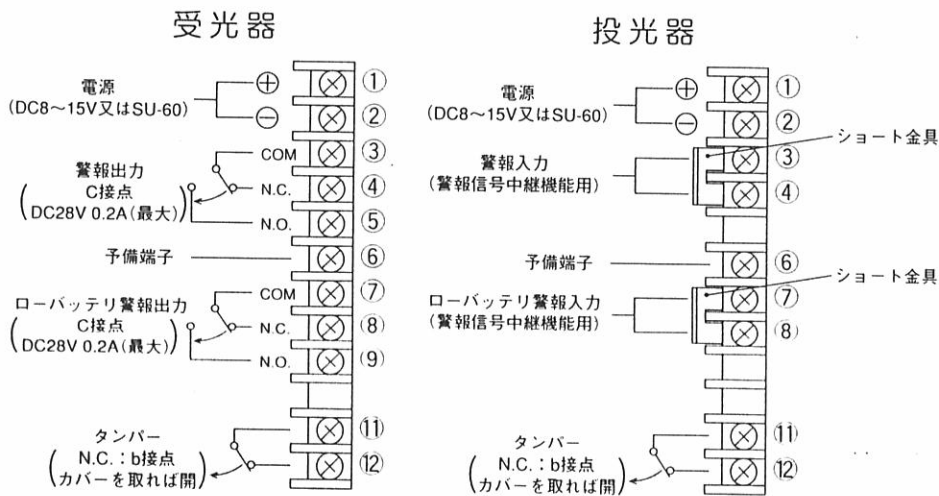 受光器
電源
(DC8～15V又はSU-60)
⊕
⊖
警報出力
C接点
DC28V 0.2A(最大)
COM
N.C.
N.O.
予備端子
ローバッテリ警報出力
C接点
DC28V 0.2A(最大)
COM
N.C.
N.O.
タンパー
N.C.：b接点
カバーを取れば開
①
②
③
④
⑤
⑥
⑦
⑧
⑨
⑪
⑫
投光器
電源
(DC8～15V又はSU-60)
⊕
⊖
警報入力
(警報信号中継機能用)
予備端子
ローバッテリ警報入力
(警報信号中継機能用)
タンパー
N.C.：b接点
カバーを取れば開
①
②
③
④
⑥
⑦
⑧
⑪
⑫
ショート金具
ショート金具